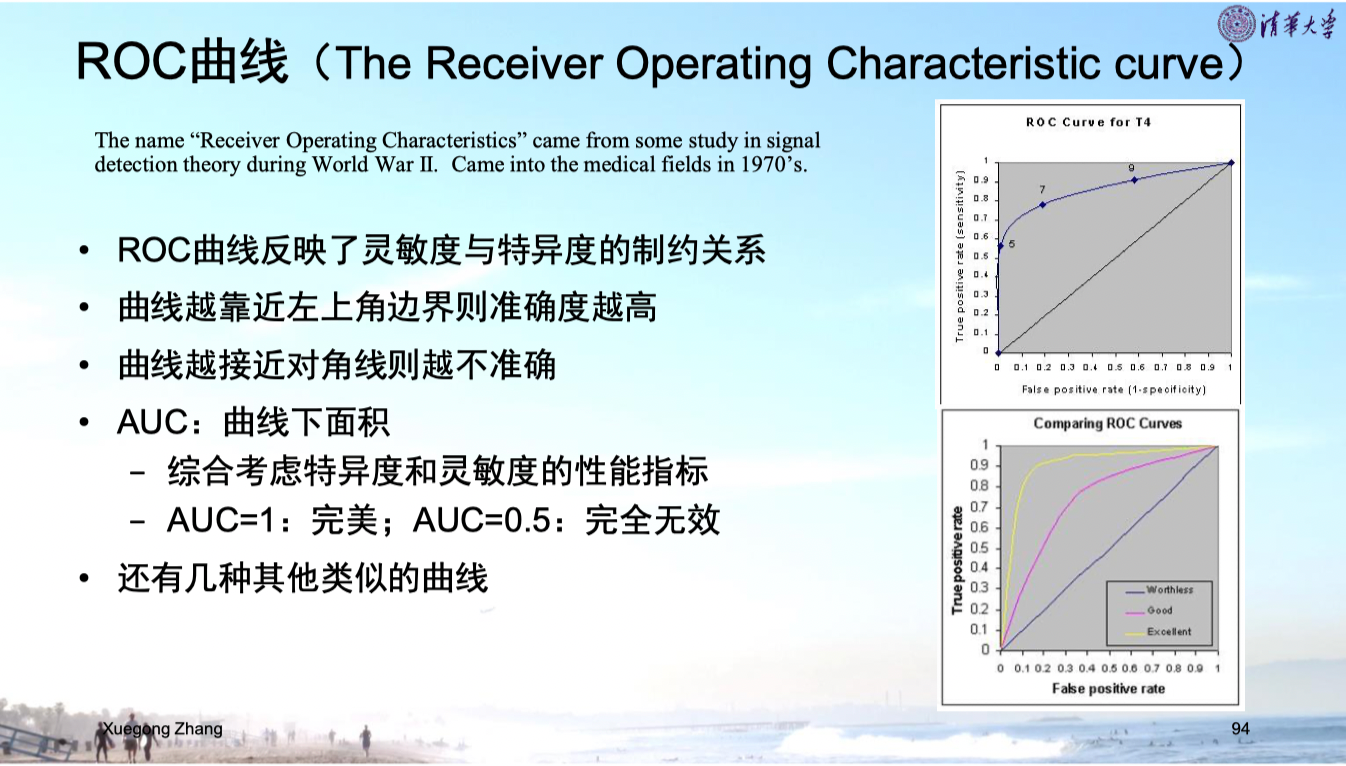 清华大学
ROC曲线（The Receiver Operating Characteristic curve）
The name “Receiver Operating Characteristics” came from some study in signal
detection theory during World War II.  Came into the medical fields in 1970’s.
• ROC曲线反映了灵敏度与特异度的制约关系
• 曲线越靠近左上角边界则准确度越高
• 曲线越接近对角线则越不准确
• AUC：曲线下面积
– 综合考虑特异度和灵敏度的性能指标
– AUC=1：完美；AUC=0.5：完全无效
• 还有几种其他类似的曲线
ROC Curve for T4
True positive rate (sensitivity)
1
0.9
0.8
0.7
0.6
0.5
0.4
0.3
0.2
0.1
0
5
7
9
0 0.1 0.2 0.3 0.4 0.5 0.6 0.7 0.8 0.9 1
False positive rate (1-specificity)
Comparing ROC Curves
True positive rate
1
0.9
0.8
0.7
0.6
0.5
0.4
0.3
0.2
0.1
0
Worthless
Good
Excellent
0 0.1 0.2 0.3 0.4 0.5 0.6 0.7 0.8 0.9 1
False positive rate
Xuegong Zhang
94